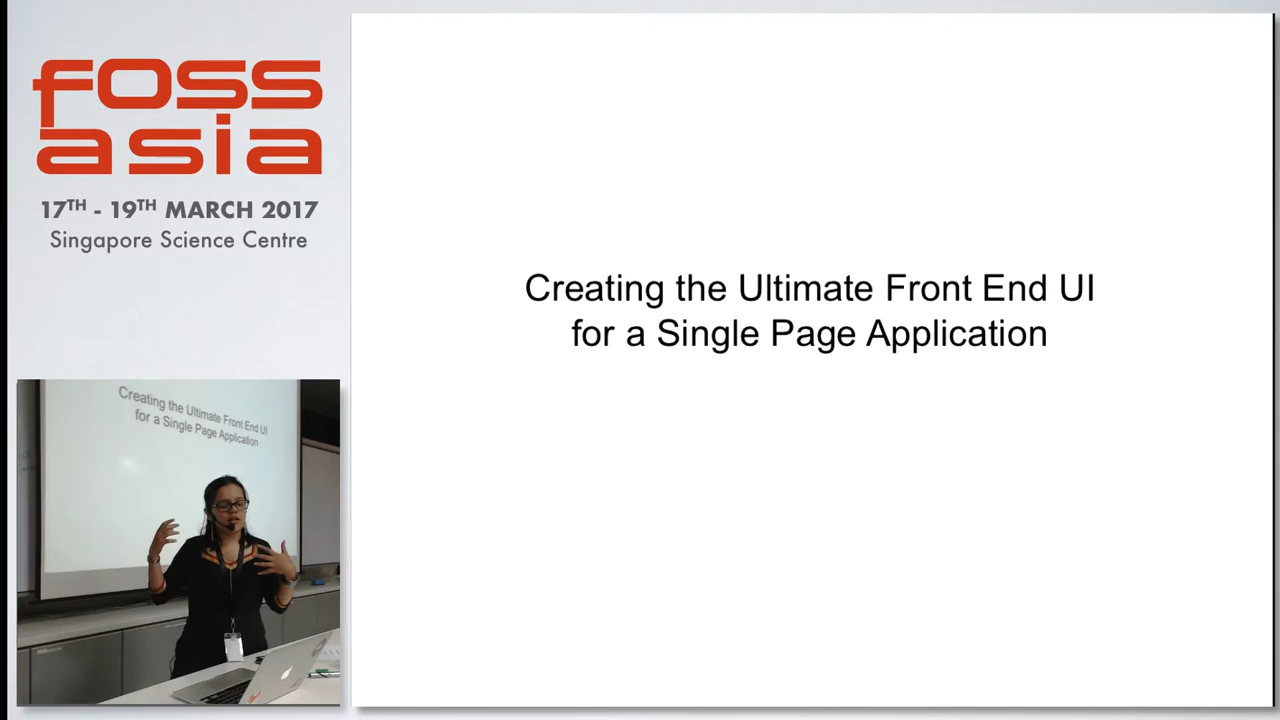 foss
asia
17TH - 19TH MARCH 2017
Singapore Science Centre
Creating the Ultimate Front End UI
for a Single Page Application
Creating the Ultimate Front End UI
for a Single Page Application